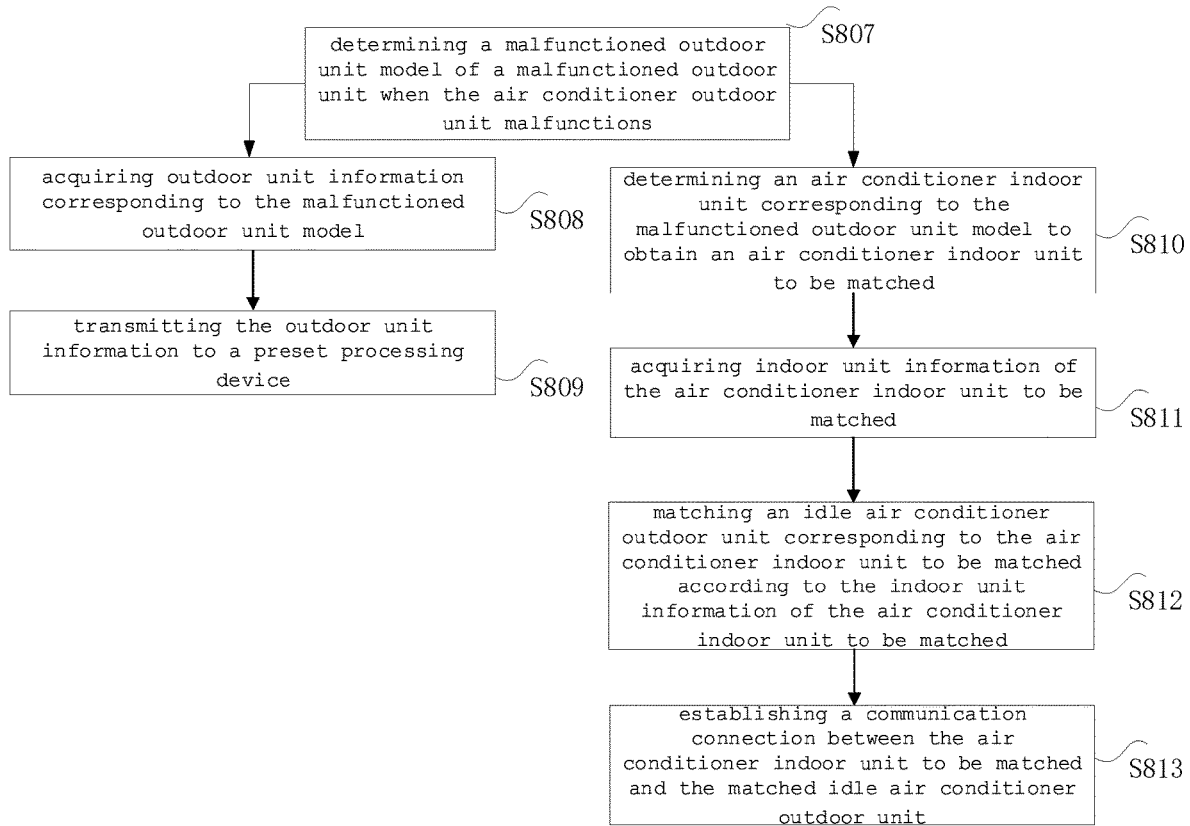 determining a malfunctioned outdoor
unit model of a malfunctioned outdoor
unit when the air conditioner outdoor
unit malfunctions
S807
acquiring outdoor unit information
corresponding to the malfunctioned
outdoor unit model
S808
transmitting the outdoor unit
information to a preset processing
device
S809
determining an air conditioner indoor
unit corresponding to the
malfunctioned outdoor unit model to
obtain an air conditioner indoor unit
to be matched
S810
acquiring indoor unit information of
the air conditioner indoor unit to be
matched
S811
matching an idle air conditioner
outdoor unit corresponding to the air
conditioner indoor unit to be matched
according to the indoor unit
information of the air conditioner
indoor unit to be matched
S812
establishing a communication
connection between the air
conditioner indoor unit to be matched
and the matched idle air conditioner
outdoor unit
S813